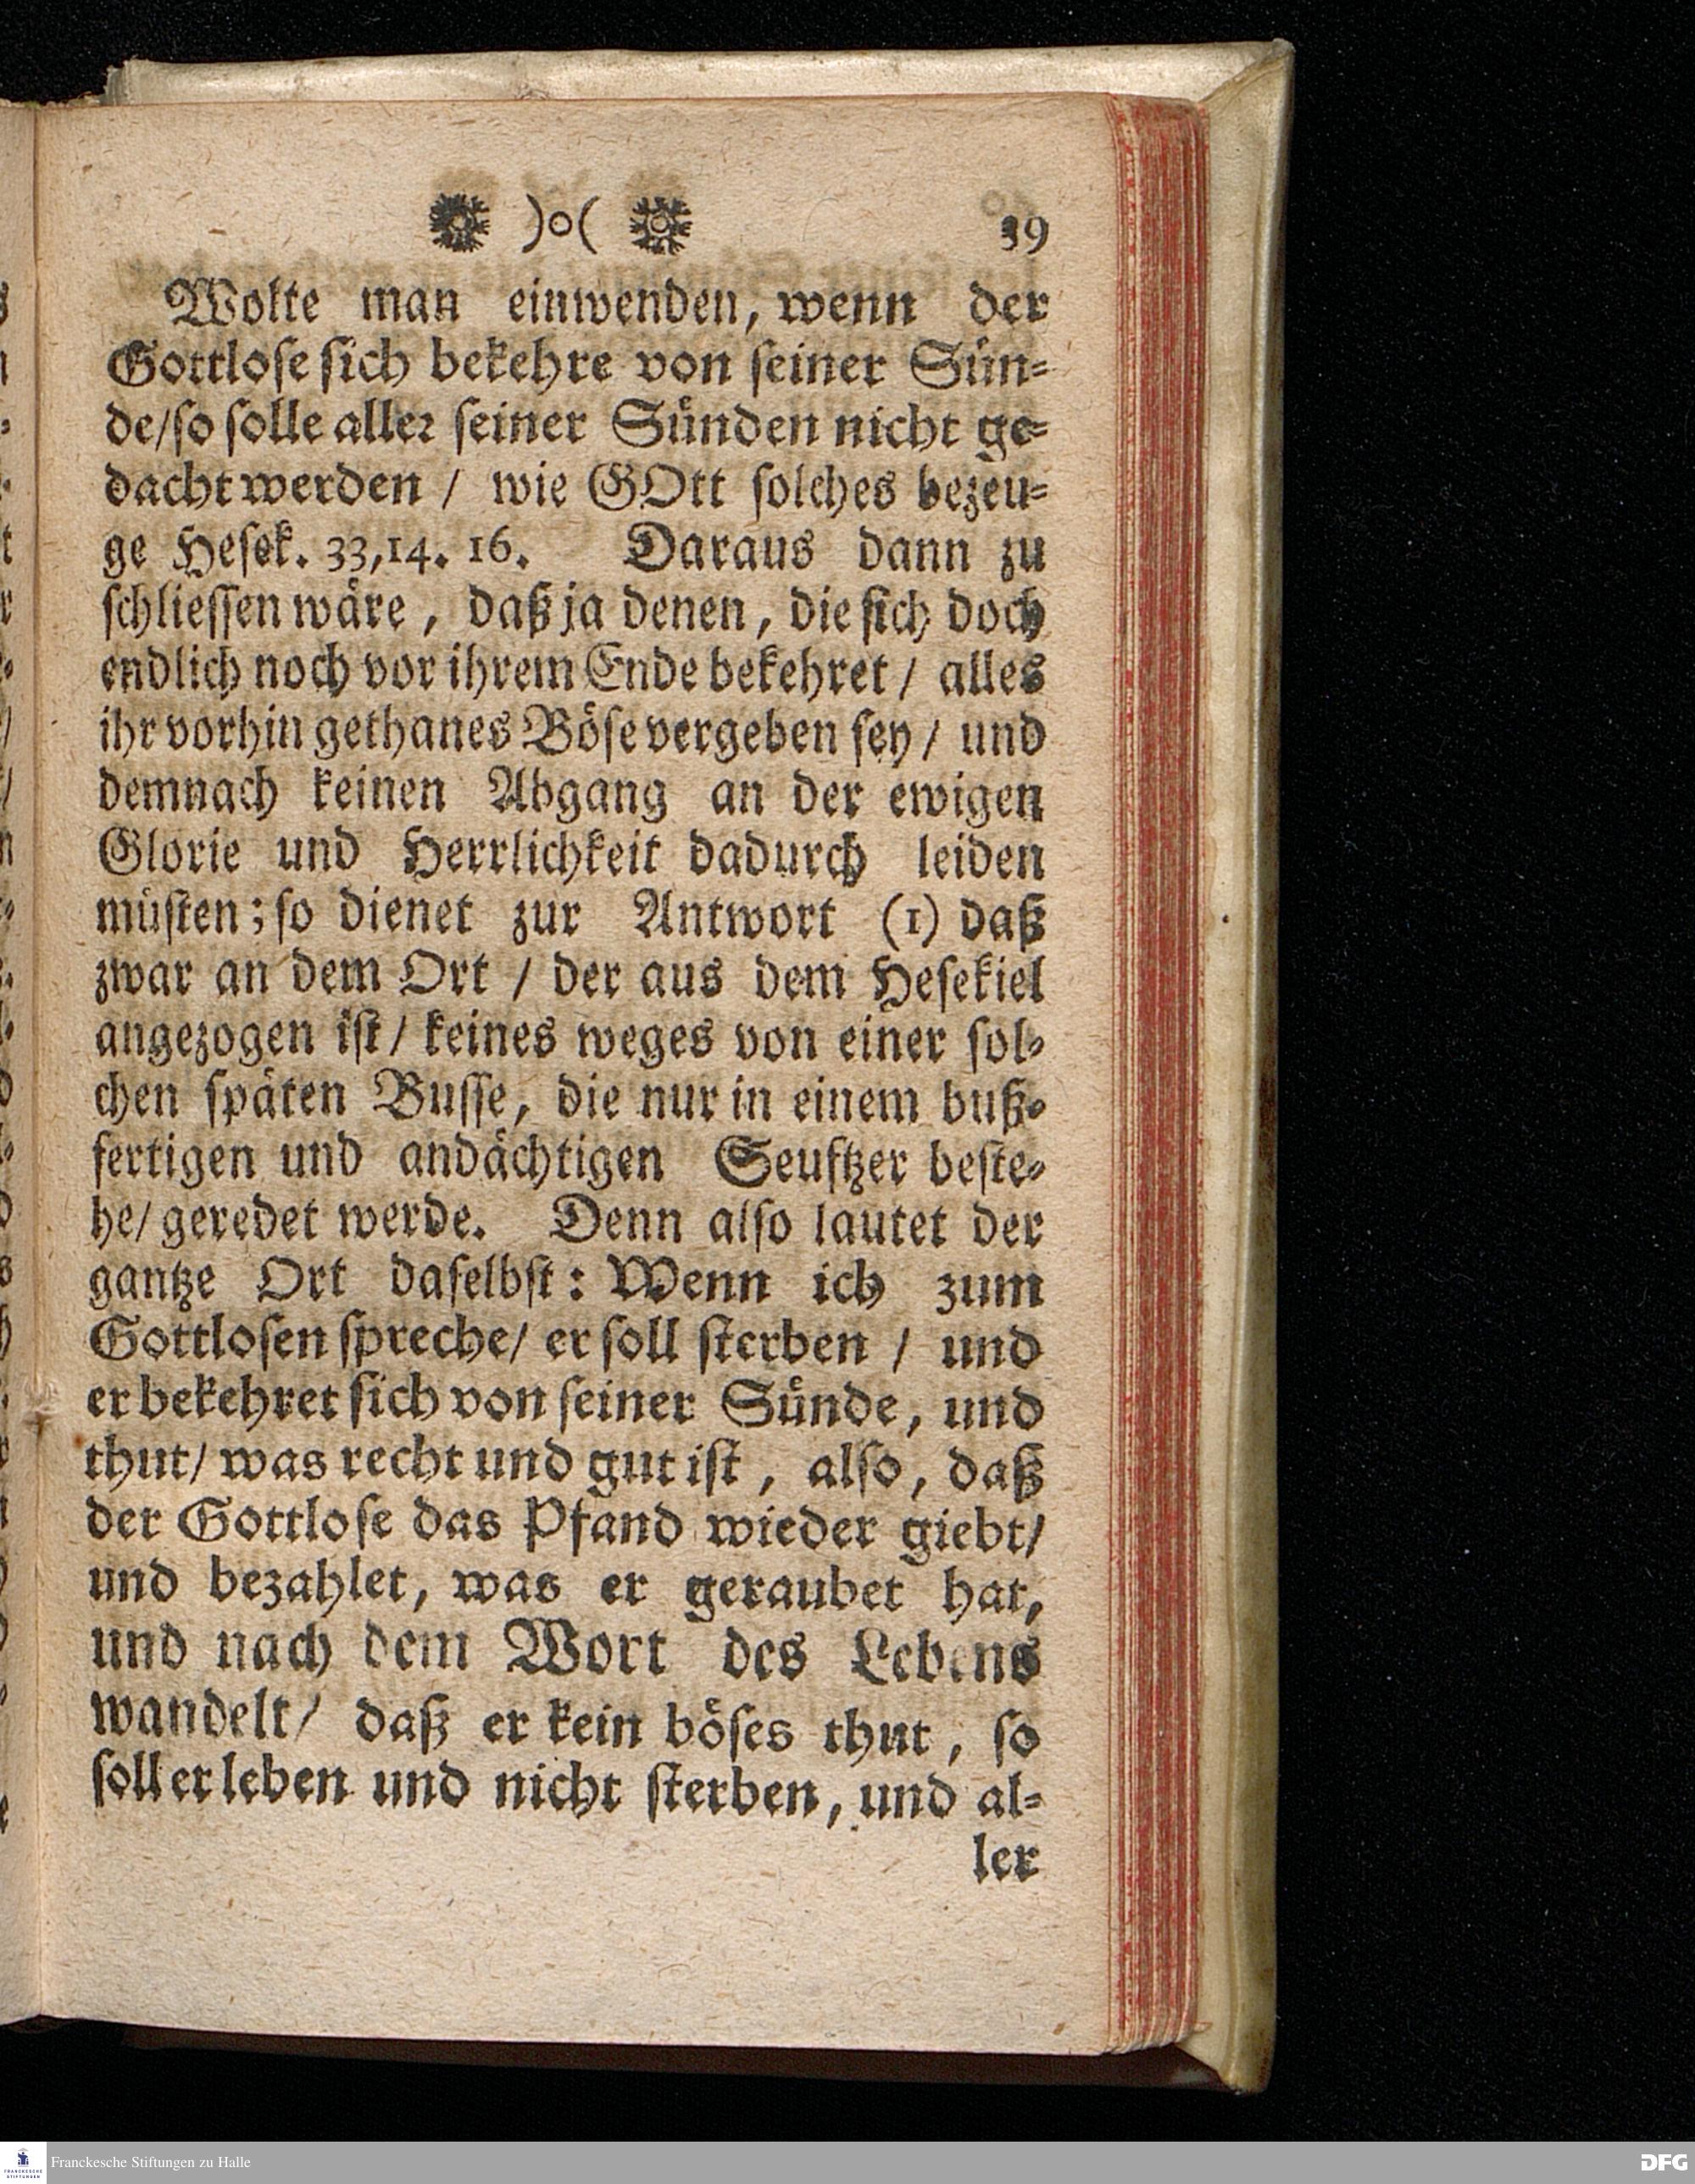 )o( 39
Wolte man einwenden, wenn der
Gottlose sich bekehre von seiner Sün-
de/ so solle aller seiner Sünden nicht ge-
dacht werden / wie GOtt solches bezeu-
ge Hesek. 33,14. 16. Daraus dann zu
schliessen wäre, daß ja denen, die sich doch
endlich noch vor ihrem Ende bekehret / alles
ihr vorhin gethanes Böse vergeben sey / und
demnach keinen Abgang an der ewigen
Glorie und Herrlichkeit dadurch leiden
müsten; so dienet zur Antwort (1) daß
zwar an dem Ort / der aus dem Hesekiel
angezogen ist / keines weges von einer sol-
chen späten Busse, die nur in einem buß-
fertigen und andächtigen Seuftzer beste-
he/ geredet werde. Denn also lautet der
gantze Ort daselbst: Wenn ich zum
Gottlosen spreche/ er soll sterben / und
er bekehret sich von seiner Sünde, und
thut/ was recht und gut ist, also, daß
der Gottlose das Pfand wieder giebt/
und bezahlet, was er geraubet hat,
und nach dem Wort des Lebens
wandelt/ daß er kein böses thut, so
soll er leben und nicht sterben, und al-
ler
Franckesche Stiftungen zu Halle
FRANCKESCHE
STIFTUNGEN
DFG